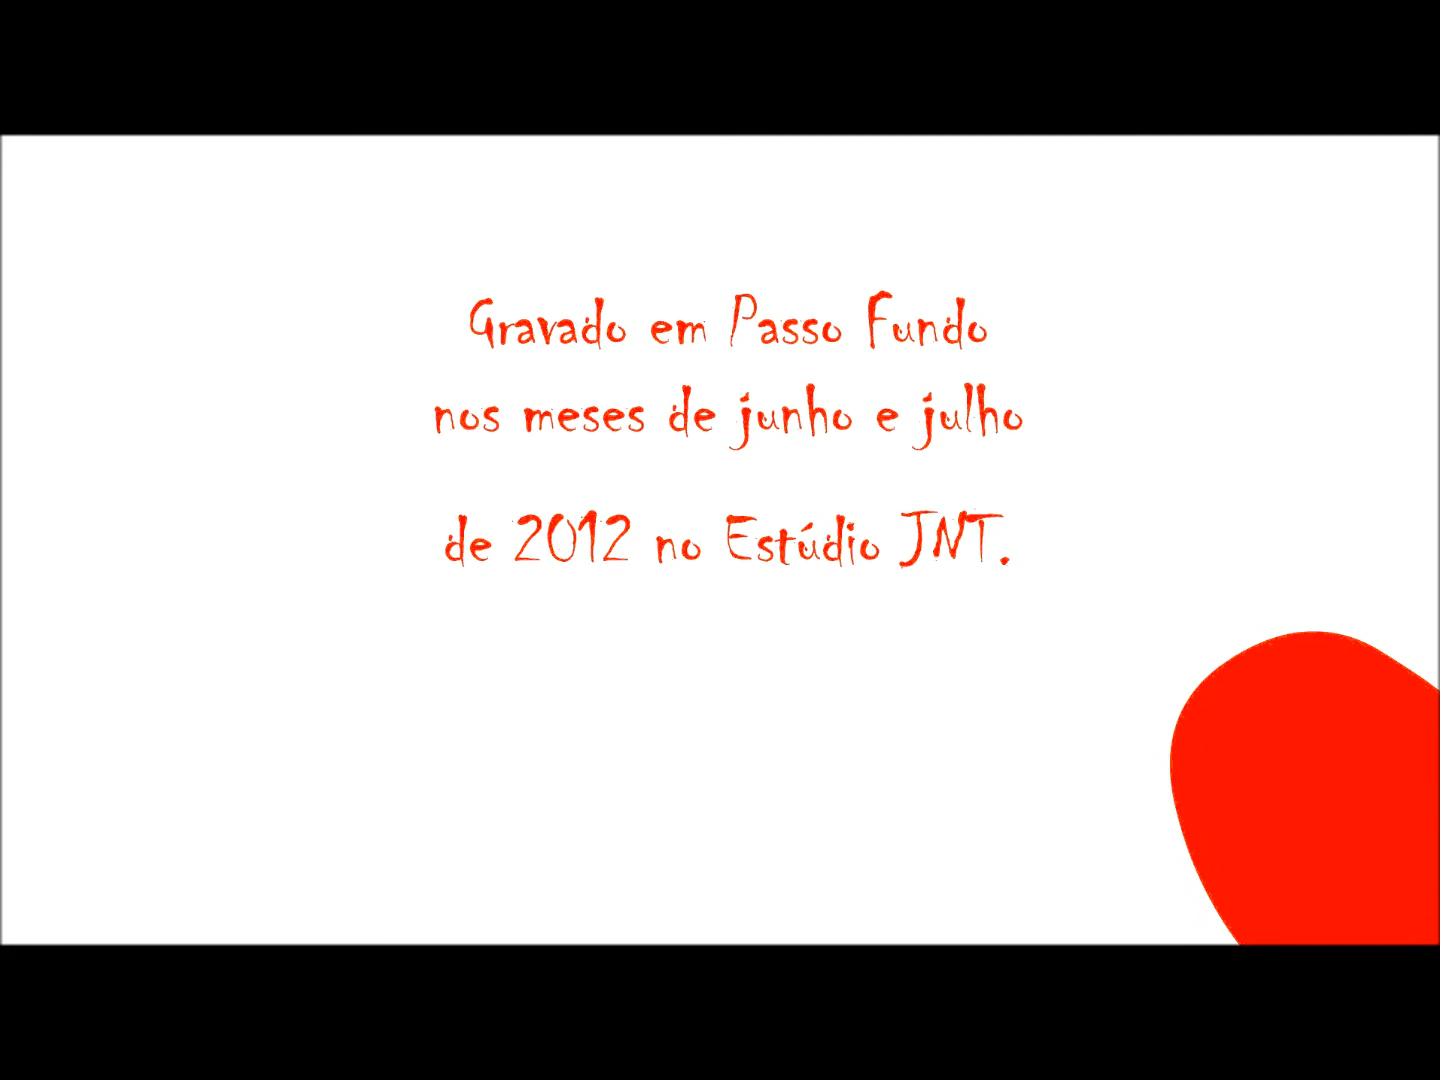 Gravado em Passo Fundo
nos meses de junho e julho
de 2012 no Estúdio JNT.